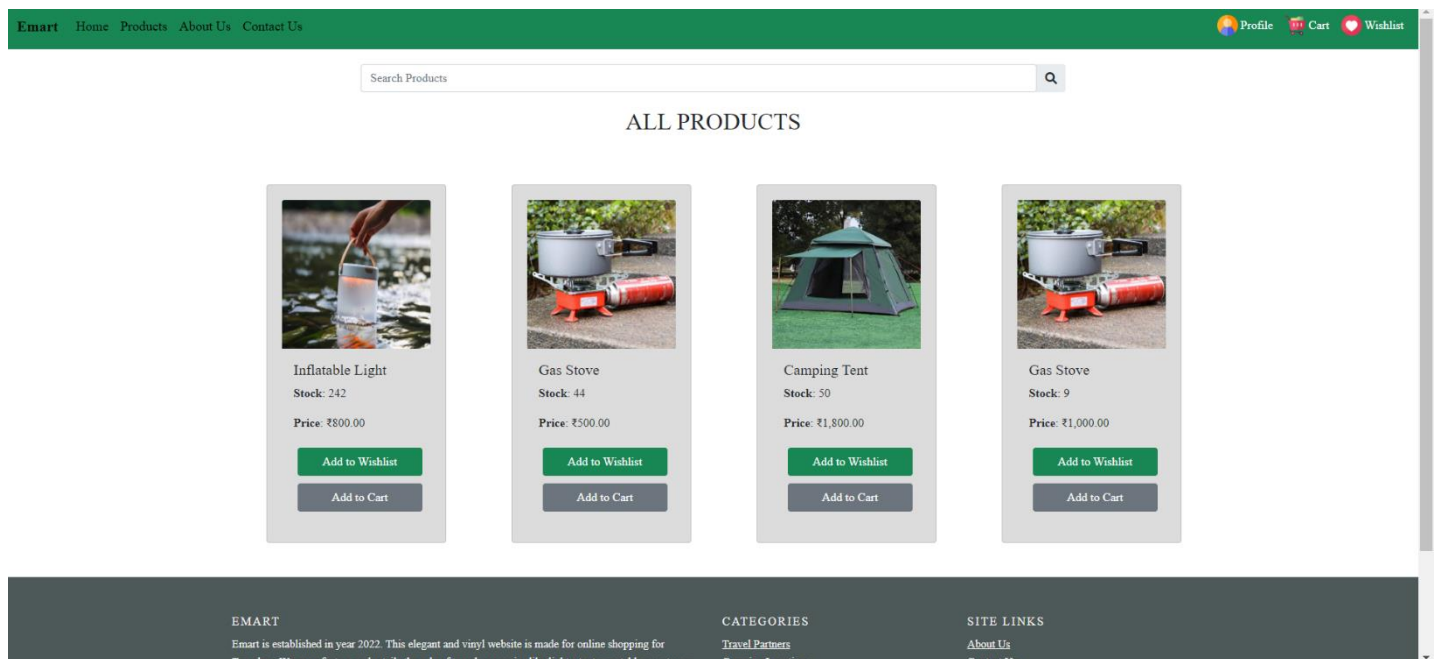 Emart Home Products About Us Contact Us Profile Cart Wishlist
Search Products
ALL PRODUCTS
Inflatable Light
Stock: 242
Price: ₹800.00
Add to Wishlist
Add to Cart
Gas Stove
Stock: 44
Price: ₹500.00
Add to Wishlist
Add to Cart
Camping Tent
Stock: 50
Price: ₹1,800.00
Add to Wishlist
Add to Cart
Gas Stove
Stock: 9
Price: ₹1,000.00
Add to Wishlist
Add to Cart
EMART
Emart is established in year 2022. This elegant and vinyl website is made for online shopping for
CATEGORIES
Travel Partners
SITE LINKS
About Us